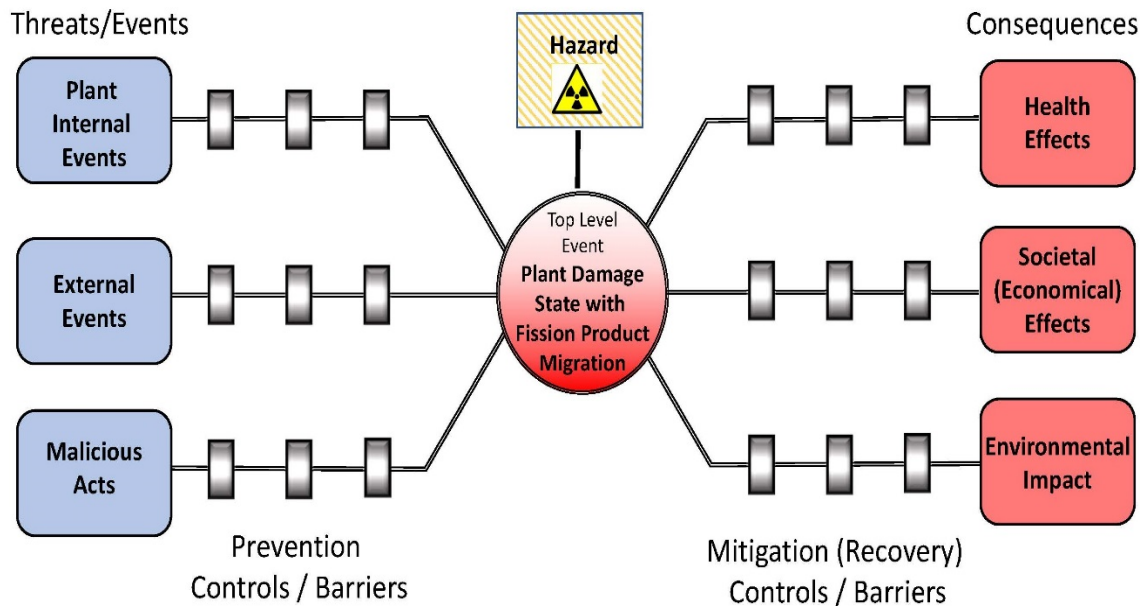 Threats/Events
Plant
Internal
Events
External
Events
Malicious
Acts
Prevention
Controls / Barriers
Hazard
Top Level
Event
Plant Damage
State with
Fission Product
Migration
Consequences
Health
Effects
Societal
(Economical)
Effects
Environmental
Impact
Mitigation (Recovery)
Controls / Barriers